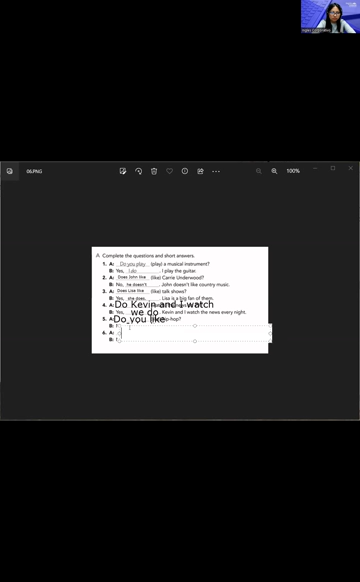 06.PNG
100%
A Complete the questions and short answers.
1. A: Do you play (play) a musical instrument?
B: Yes, I do . I play the guitar.
2. A: Does John like (like) Carrie Underwood?
B: No, he doesn't . John doesn't like country music.
3. A: Does Lisa like (like) talk shows?
B: Yes, she does . Lisa is a big fan of them.
4. A: Do Kevin and I watch
B: Yes, we do . Kevin and I watch the news every night.
5. A: Do you like hip-hop?
B:
6. A:
B: